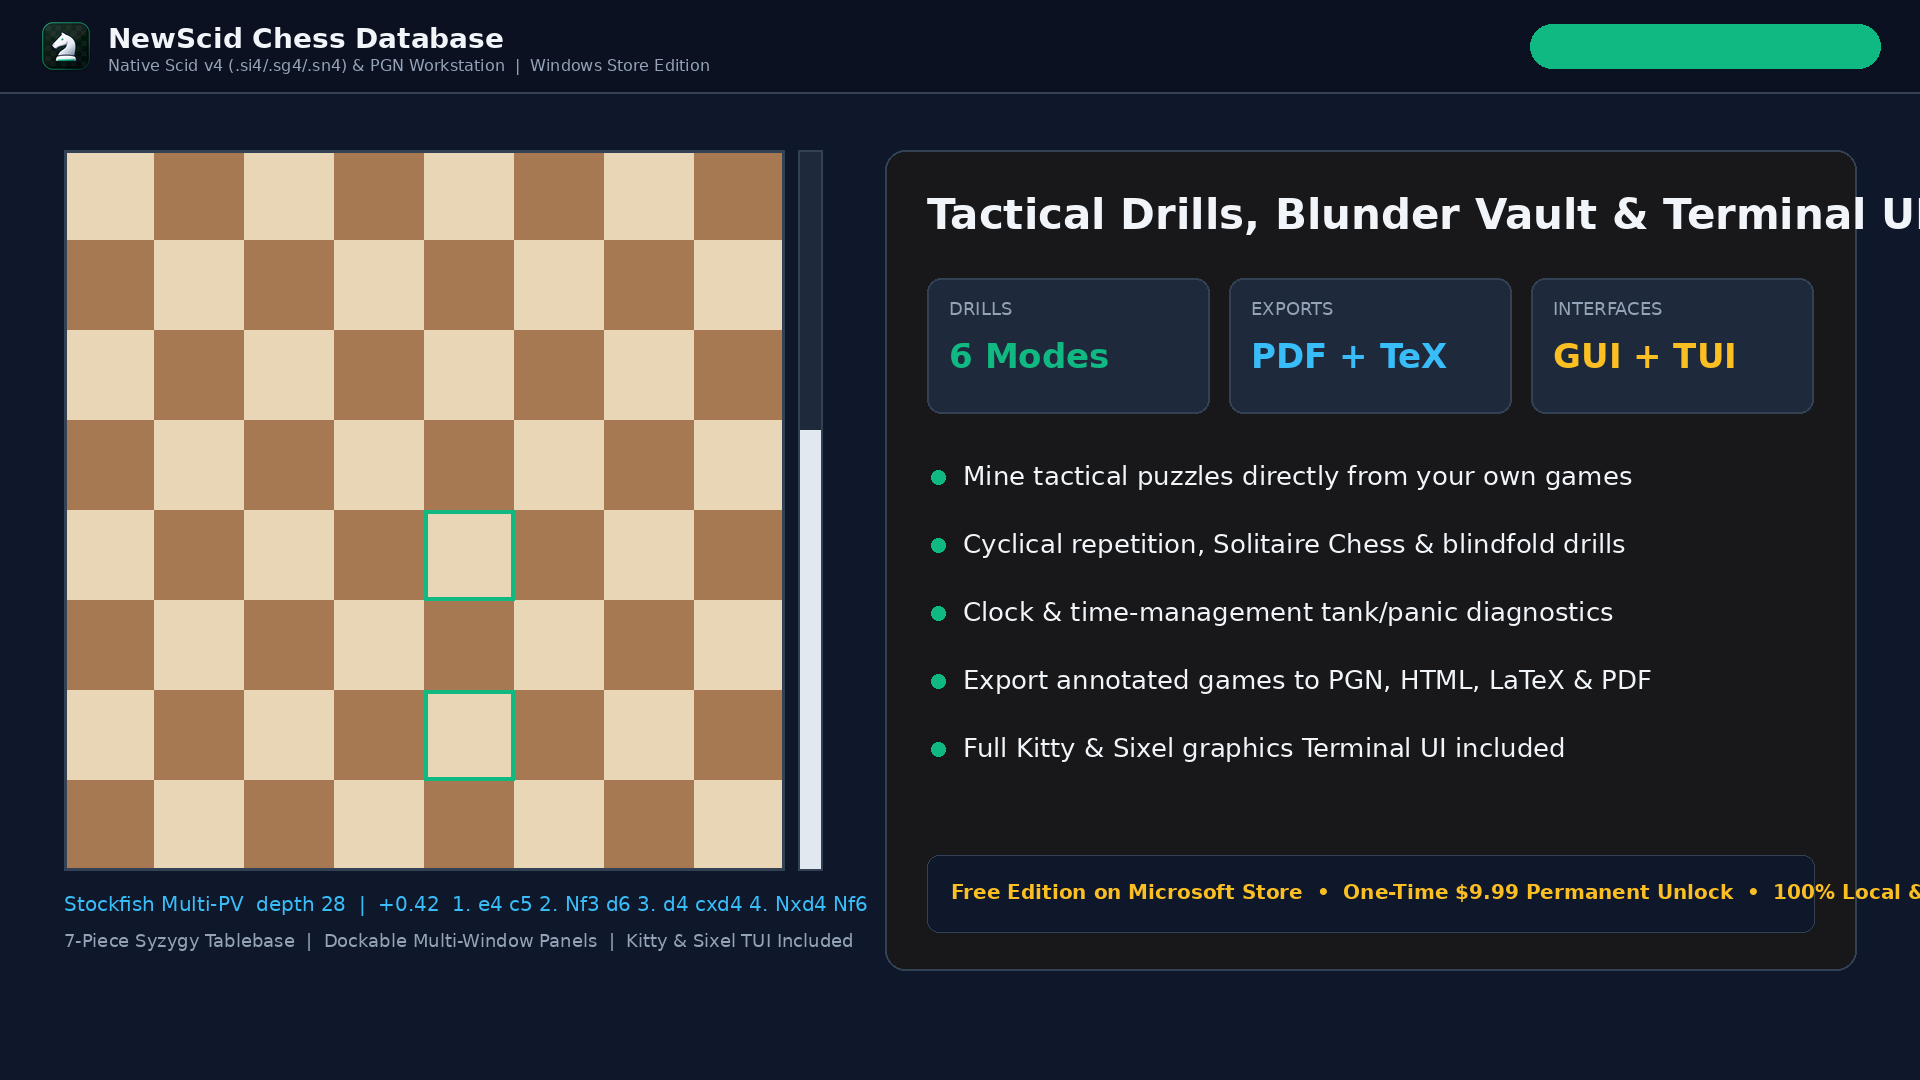 NewScid Chess Database
Native Scid v4 (.si4/.sg4/.sn4) & PGN Workstation | Windows Store Edition
Tactical Drills, Blunder Vault & Terminal UI
DRILLS
6 Modes
EXPORTS
PDF + TeX
INTERFACES
GUI + TUI
Mine tactical puzzles directly from your own games
Cyclical repetition, Solitaire Chess & blindfold drills
Clock & time-management tank/panic diagnostics
Export annotated games to PGN, HTML, LaTeX & PDF
Full Kitty & Sixel graphics Terminal UI included
Free Edition on Microsoft Store • One-Time $9.99 Permanent Unlock • 100% Local &
Stockfish Multi-PV depth 28 | +0.42 1. e4 c5 2. Nf3 d6 3. d4 cxd4 4. Nxd4 Nf6
7-Piece Syzygy Tablebase | Dockable Multi-Window Panels | Kitty & Sixel TUI Included